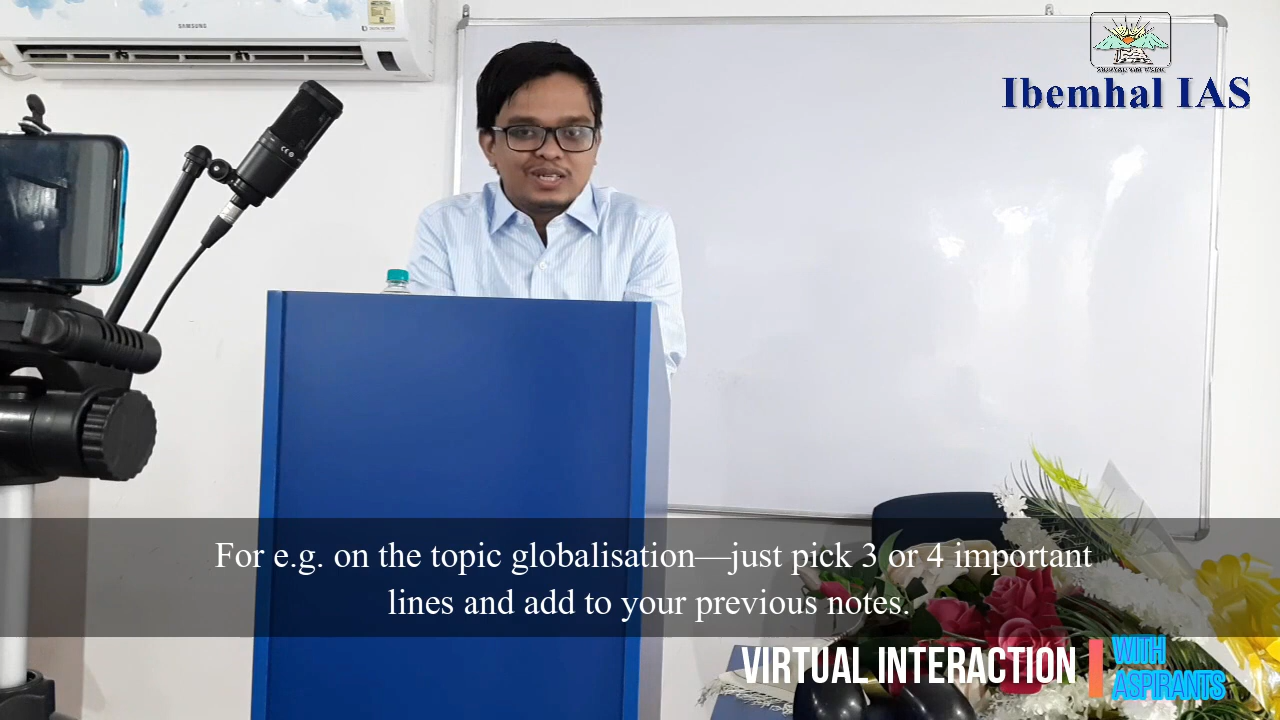 SAMSUNG
Ibemhal IAS
For e.g. on the topic globalisation—just pick 3 or 4 important
lines and add to your previous notes.
VIRTUAL INTERACTION
WITH
ASPIRANTS